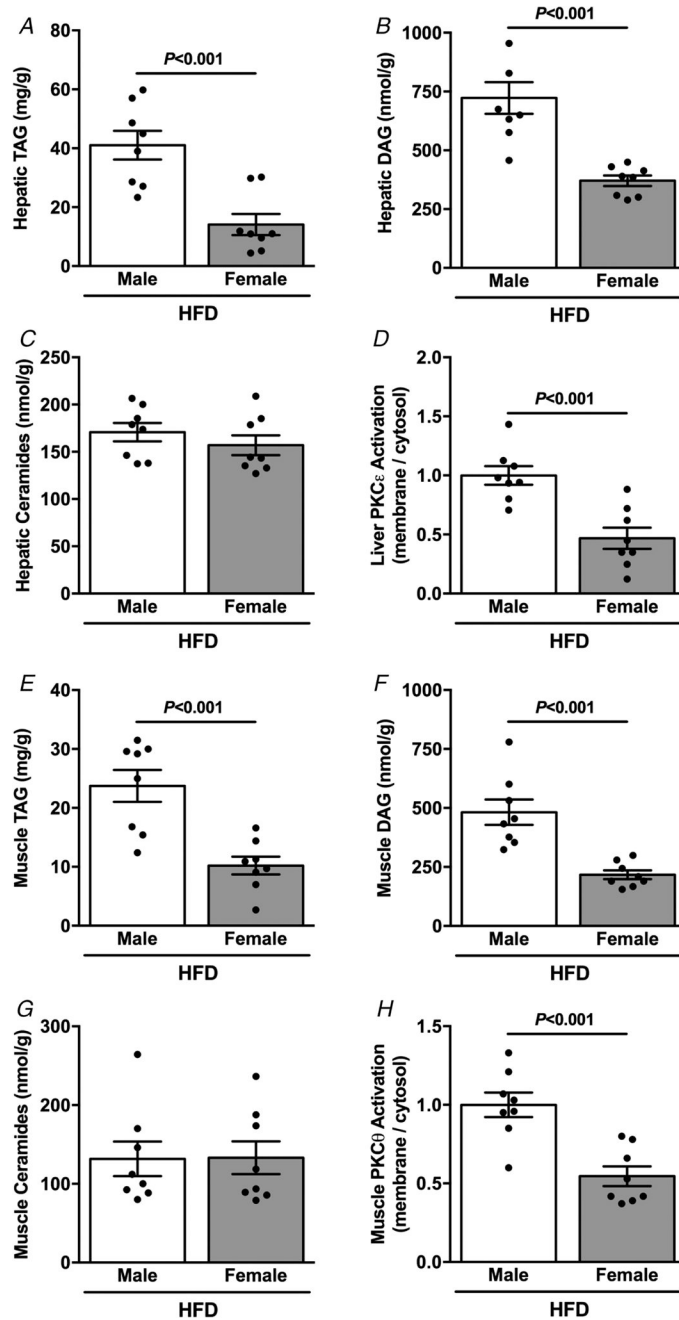 A
Hepatic TAG (mg/g)
80
60
40
20
0
P<0.001
Male
Female
HFD
B
Hepatic DAG (nmol/g)
1000
750
500
250
0
P<0.001
Male
Female
HFD
C
Hepatic Ceramides (nmol/g)
250
200
150
100
50
0
Male
Female
HFD
D
Liver PKCε Activation
(membrane / cytosol)
2.0
1.5
1.0
0.5
0.0
P<0.001
Male
Female
HFD
E
Muscle TAG (mg/g)
40
30
20
10
0
P<0.001
Male
Female
HFD
F
Muscle DAG (nmol/g)
1000
750
500
250
0
P<0.001
Male
Female
HFD
G
Muscle Ceramides (nmol/g)
300
200
100
0
Male
Female
HFD
H
Muscle PKCθ Activation
(membrane / cytosol)
1.5
1.0
0.5
0.0
P<0.001
Male
Female
HFD